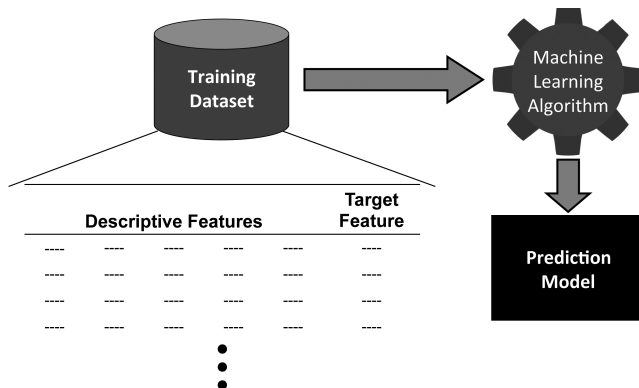 Training
Dataset
Machine
Learning
Algorithm
Target
Descriptive Features Feature
---- ---- ---- ---- ---- ----
---- ---- ---- ---- ---- ----
---- ---- ---- ---- ---- ----
---- ---- ---- ---- ---- ----
Prediction
Model